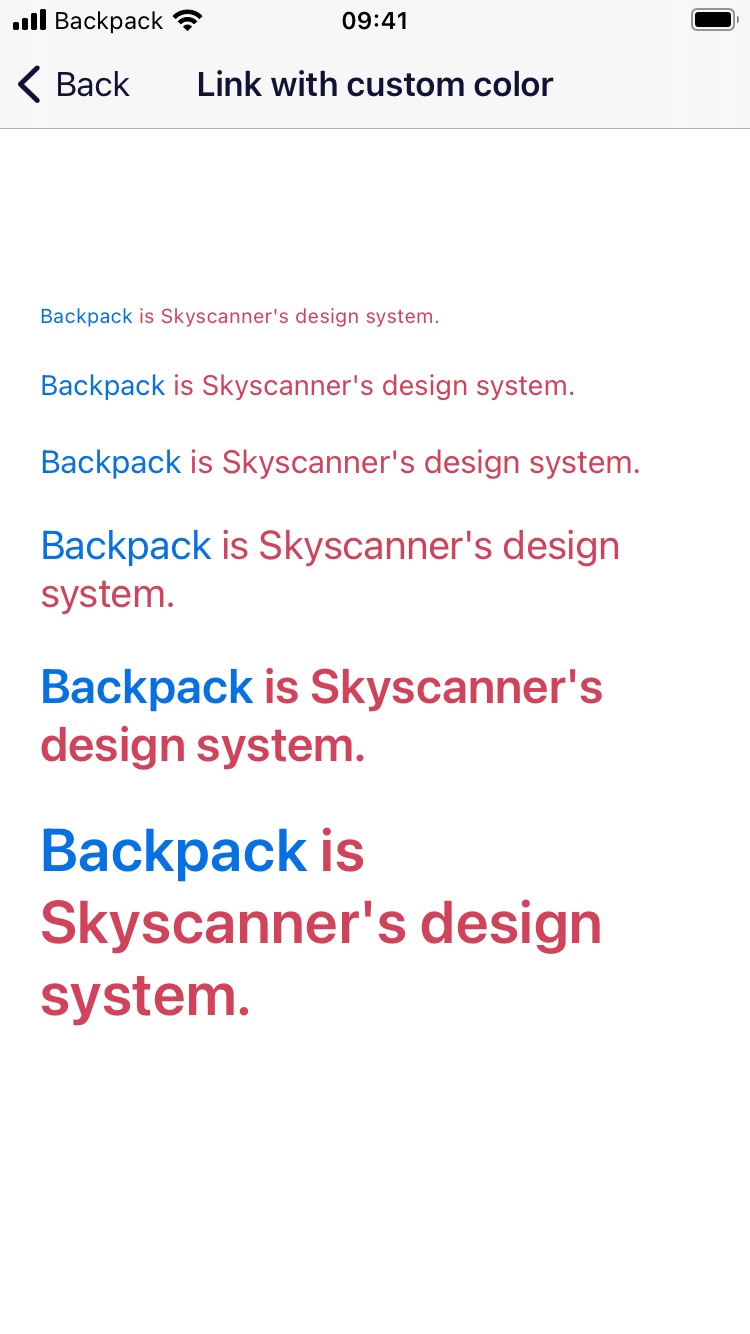 Backpack 09:41
Back Link with custom color
Backpack is Skyscanner's design system.
Backpack is Skyscanner's design system.
Backpack is Skyscanner's design system.
Backpack is Skyscanner's design
system.
Backpack is Skyscanner's
design system.
Backpack is
Skyscanner's design
system.